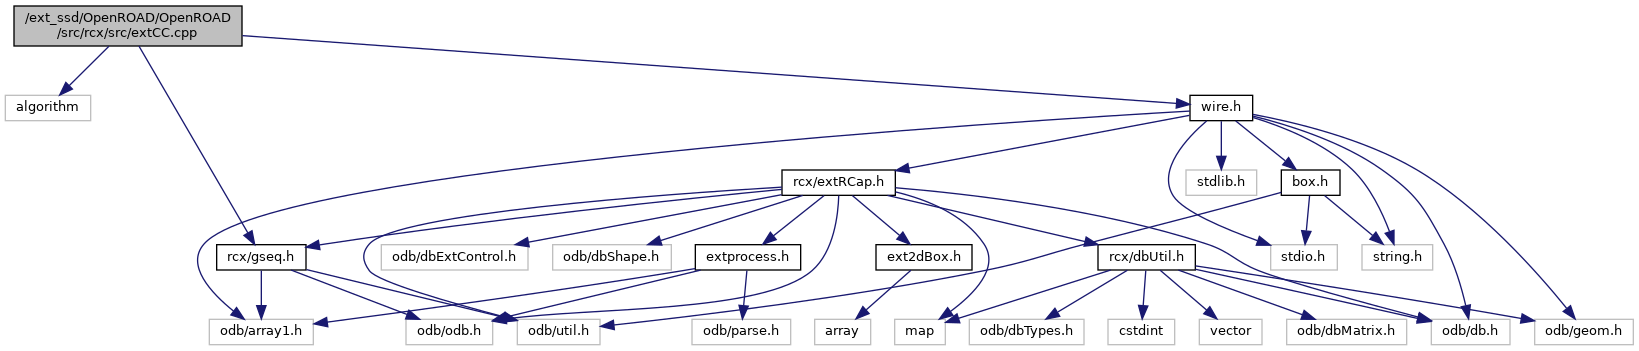 /ext_ssd/OpenROAD/OpenROAD
/src/rcx/src/extCC.cpp
algorithm
wire.h
rcx/extRCap.h
stdlib.h
box.h
rcx/gseq.h
odb/dbExtControl.h
odb/dbShape.h
extprocess.h
ext2dBox.h
rcx/dbUtil.h
stdio.h
string.h
odb/array1.h
odb/odb.h
odb/util.h
odb/parse.h
array
map
odb/dbTypes.h
cstdint
vector
odb/dbMatrix.h
odb/db.h
odb/geom.h